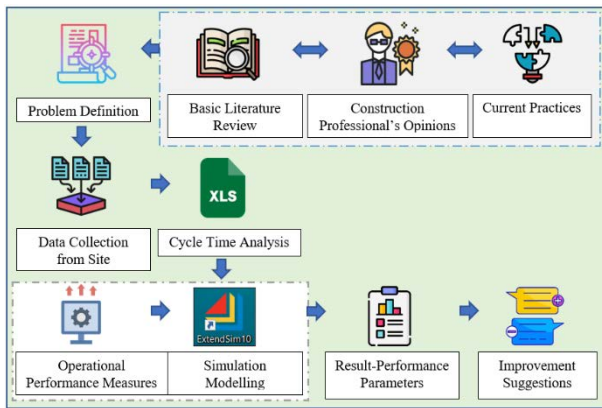 Problem Definition
Basic Literature
Review
Construction
Professional's Opinions
Current Practices
XLS
Data Collection
from Site
Cycle Time Analysis
ExtendSim10
Operational
Performance Measures
Simulation
Modelling
Result-Performance
Parameters
Improvement
Suggestions